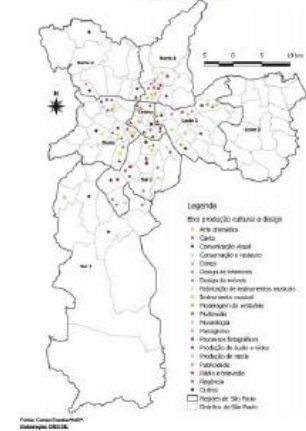 Norte 2
Norte 1
Centro
Leste 1
Leste 2
Oeste
Sul 2
Sul 1
N
5 0 5 10 km
Legenda
Eixo produção cultural e design
Arte dramática
Canto
Comunicação visual
Conservação e restauro
Dança
Design de interiores
Design de móveis
Fabricação de instrumentos musicais
Instrumento musical
Modelagem do vestuário
Multimídia
Museologia
Paisagismo
Processos fotográficos
Produção de áudio e vídeo
Produção de moda
Publicidade
Rádio e televisão
Regência
Outros
Regiões de São Paulo
Distritos de São Paulo
Elaboração